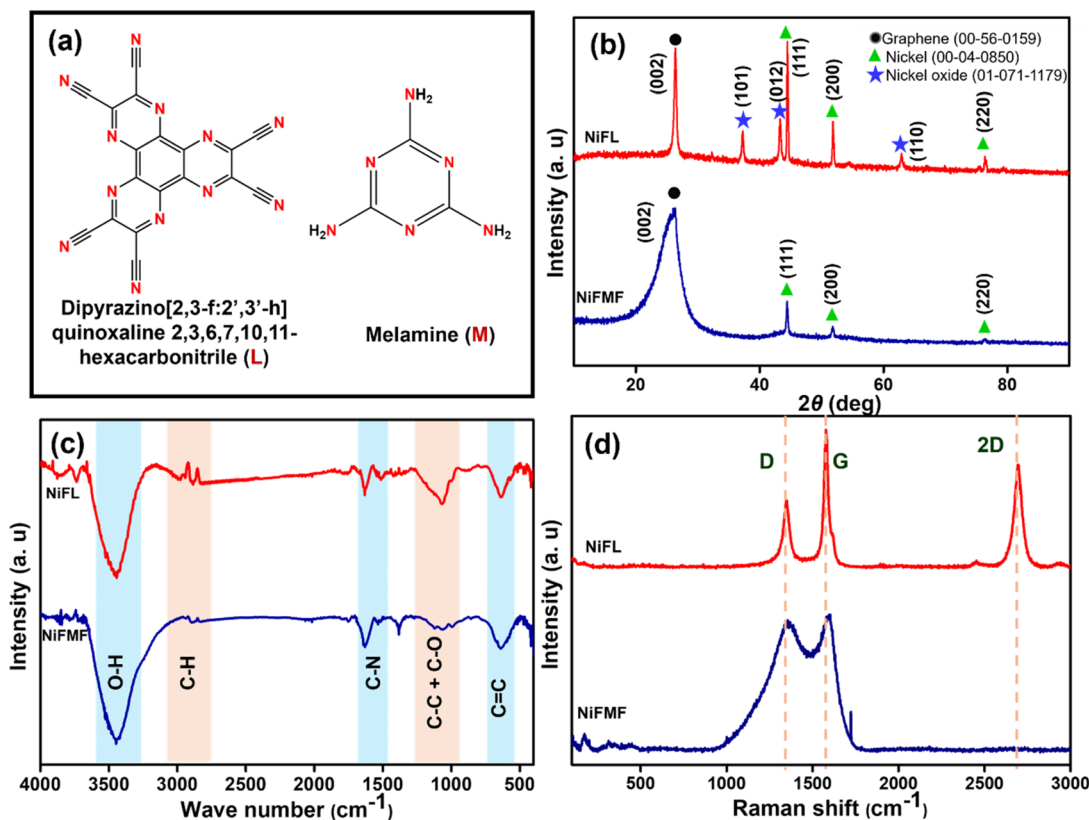 (a)
N
N
N
N
N
N
N
N
N
N
N
N
Dipyrazino[2,3-f:2',3'-h]
quinoxaline 2,3,6,7,10,11-
hexacarbonitrile (L)
NH2
N
N
N
H2N
NH2
Melamine (M)
(b)
Graphene (00-56-0159)
Nickel (00-04-0850)
Nickel oxide (01-071-1179)
(002)
(101)
(012)
(111)
(200)
(110)
(220)
NiFL
(002)
(111)
(200)
(220)
NiFMF
Intensity (a. u)
20
40
60
80
2θ (deg)
(c)
NiFL
NiFMF
O-H
C-H
C-N
C-C + C-O
C=C
Intensity (a. u)
4000
3500
3000
2500
2000
1500
1000
500
Wave number (cm-1)
(d)
D
G
2D
NiFL
NiFMF
Intensity (a. u)
500
1000
1500
2000
2500
3000
Raman shift (cm-1)